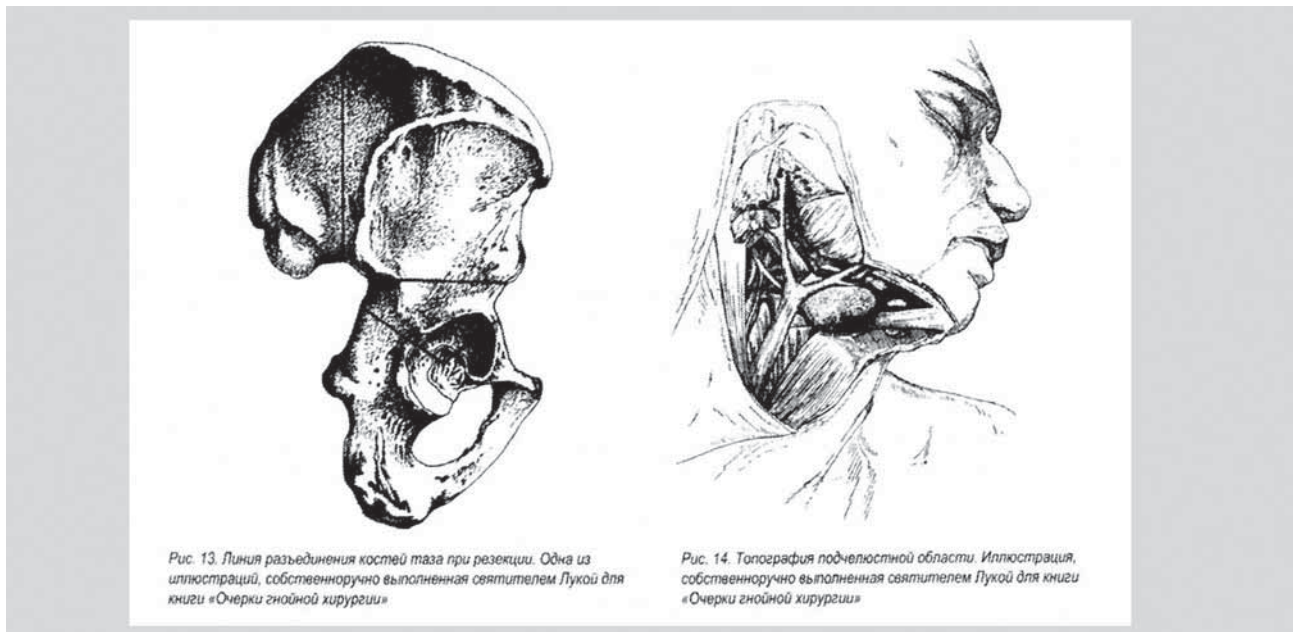 Рис. 13. Линия разъединения костей таза при резекции. Одна из
иллюстраций, собственноручно выполненная святителем Лукой для
книги «Очерки гнойной хирургии»
Рис. 14. Топография подчелюстной области. Иллюстрация,
собственноручно выполненная святителем Лукой для книги
«Очерки гнойной хирургии»